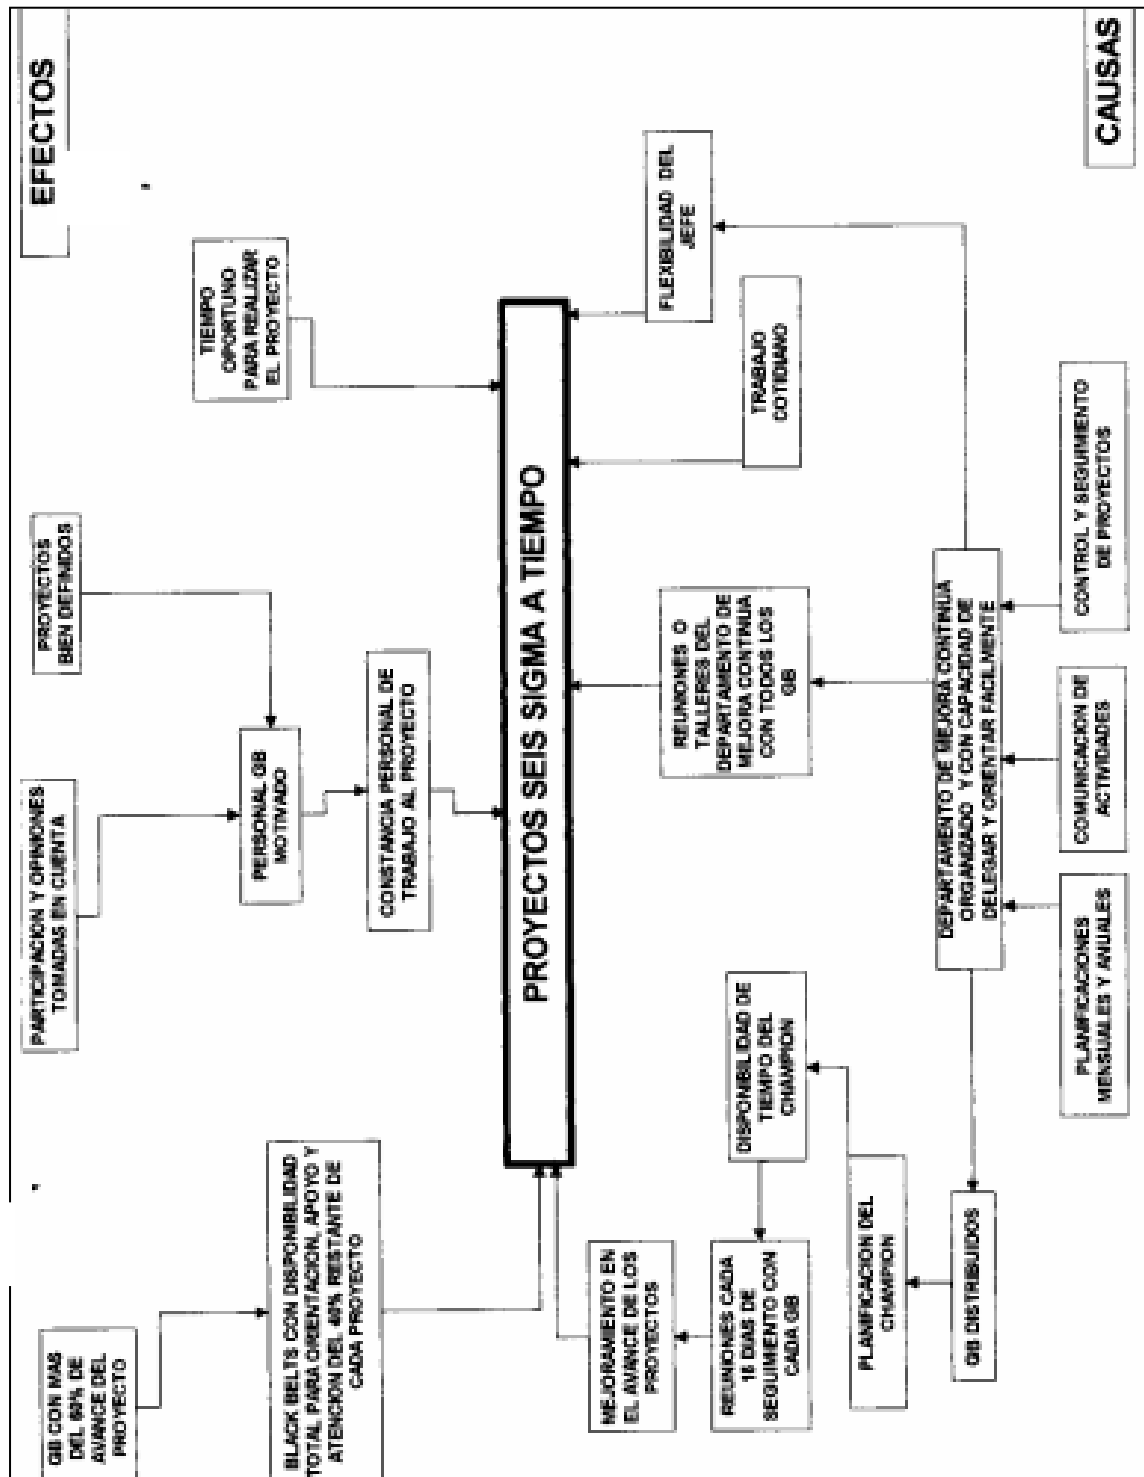 EFECTOS
GB CON MAS
DEL 60% DE
AVANCE DEL
PROYECTO
PARTICIPACION Y OPINIONES
TOMADAS EN CUENTA
PROYECTOS
BIEN DEFINIDOS
TIEMPO
OPORTUNO
PARA REALIZAR
EL PROYECTO
PERSONAL GB
MOTIVADO
BLACK BELTS CON DISPONIBILIDAD
TOTAL PARA ORIENTACION, APOYO Y
ATENCION DEL 40% RESTANTE DE
CADA PROYECTO
CONSTANCIA PERSONAL DE
TRABAJO AL PROYECTO
PROYECTOS SEIS SIGMA A TIEMPO
MEJORAMIENTO EN
EL AVANCE DE LOS
PROYECTOS
REUNIONES O
TALLERES DEL
DEPARTAMENTO DE
MEJORA CONTINUA
CON TODOS LOS
GB
FLEXIBILIDAD DEL
JEFE
TRABAJO
COTIDIANO
REUNIONES CADA
15 DIAS DE
SEGUIMIENTO CON
CADA GB
DISPONIBILIDAD DE
TIEMPO DEL
CHAMPION
PLANIFICACION DEL
CHAMPION
GB DISTRIBUIDOS
DEPARTAMENTO DE MEJORA CONTINUA
ORGANIZADO Y CON CAPACIDAD DE
DELEGAR Y ORIENTAR FACILMENTE
PLANIFICACIONES
MENSUALES Y ANUALES
COMUNICACION DE
ACTIVIDADES
CONTROL Y SEGUIMIENTO
DE PROYECTOS
CAUSAS